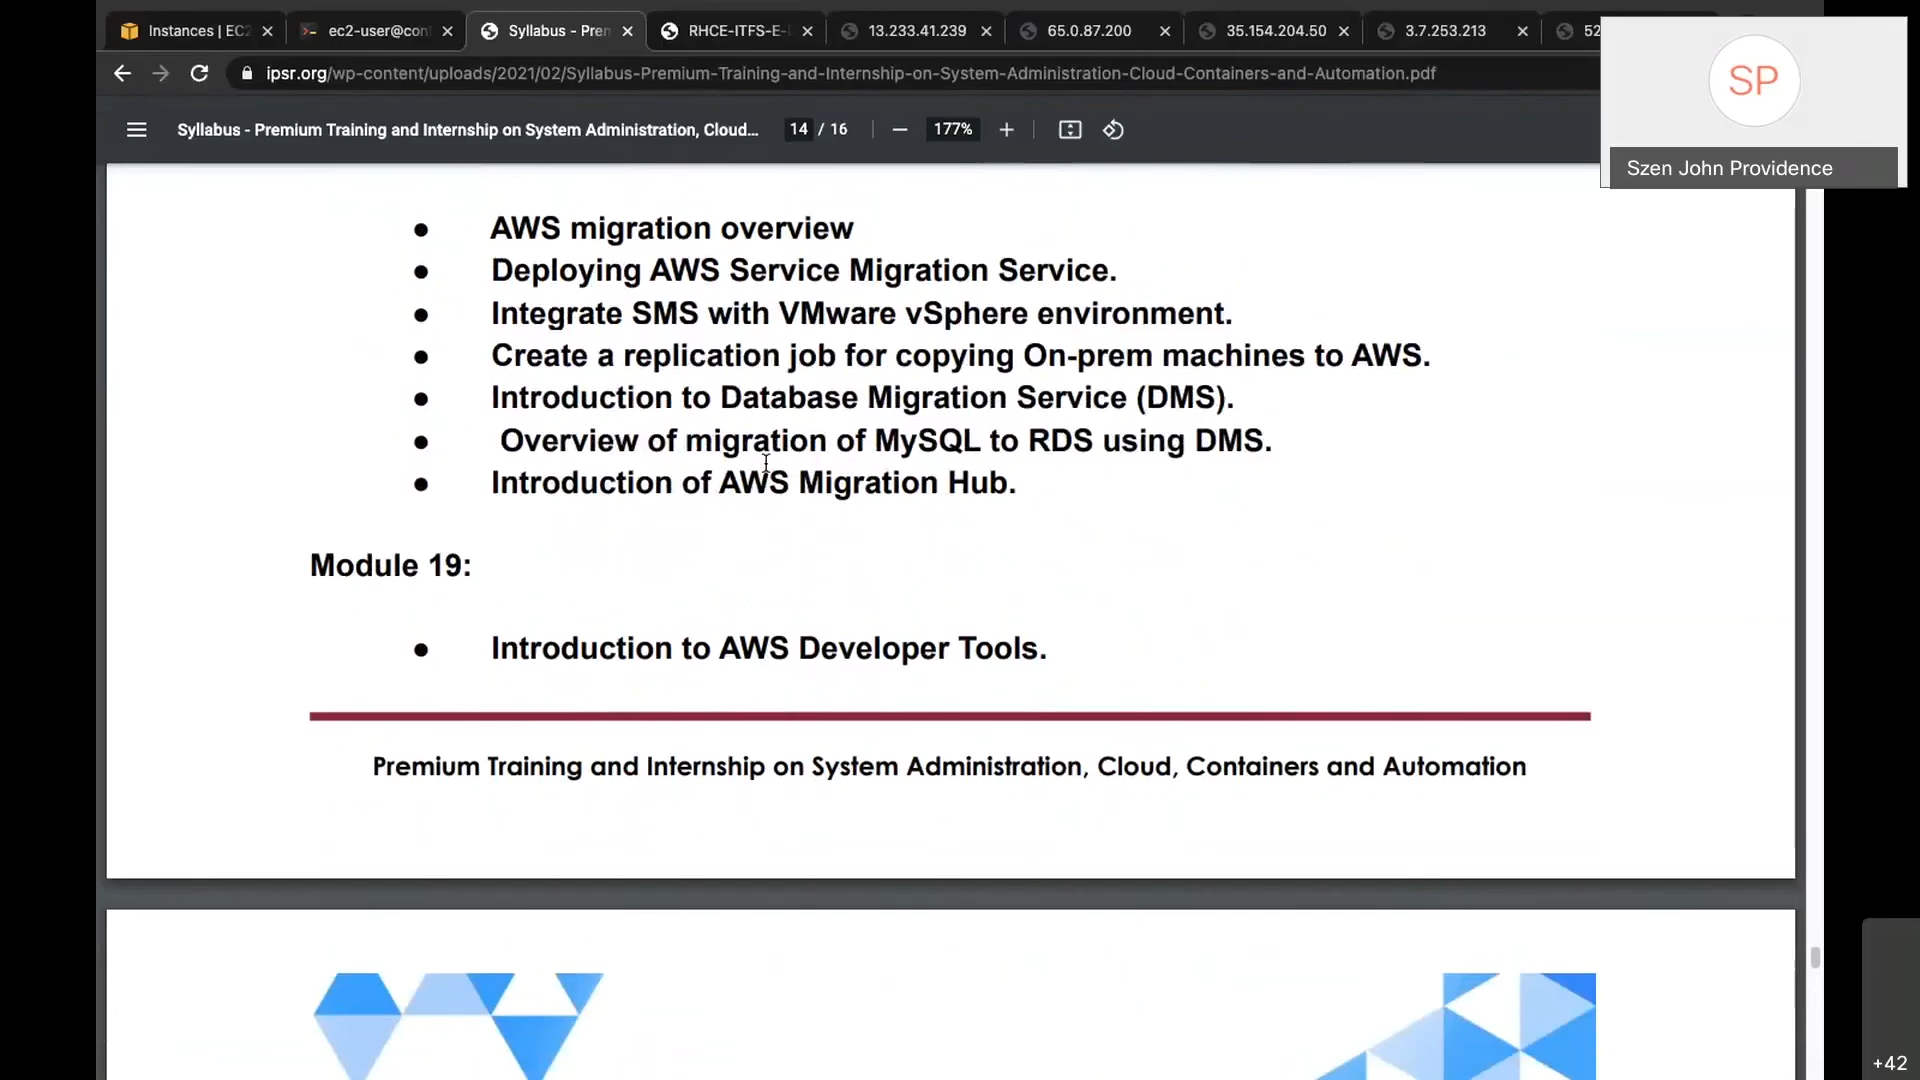 Instances | EC2
ec2-user@con
Syllabus - Pren
RHCE-ITFS-E-
13.233.41.239
65.0.87.200
35.154.204.50
3.7.253.213
52
ipsr.org/wp-content/uploads/2021/02/Syllabus-Premium-Training-and-Internship-on-System-Administration-Cloud-Containers-and-Automation.pdf
SP
Szen John Providence
Syllabus - Premium Training and Internship on System Administration, Cloud...
14 / 16
177%
● AWS migration overview
● Deploying AWS Service Migration Service.
● Integrate SMS with VMware vSphere environment.
● Create a replication job for copying On-prem machines to AWS.
● Introduction to Database Migration Service (DMS).
● Overview of migration of MySQL to RDS using DMS.
● Introduction of AWS Migration Hub.
Module 19:
● Introduction to AWS Developer Tools.
Premium Training and Internship on System Administration, Cloud, Containers and Automation
+42